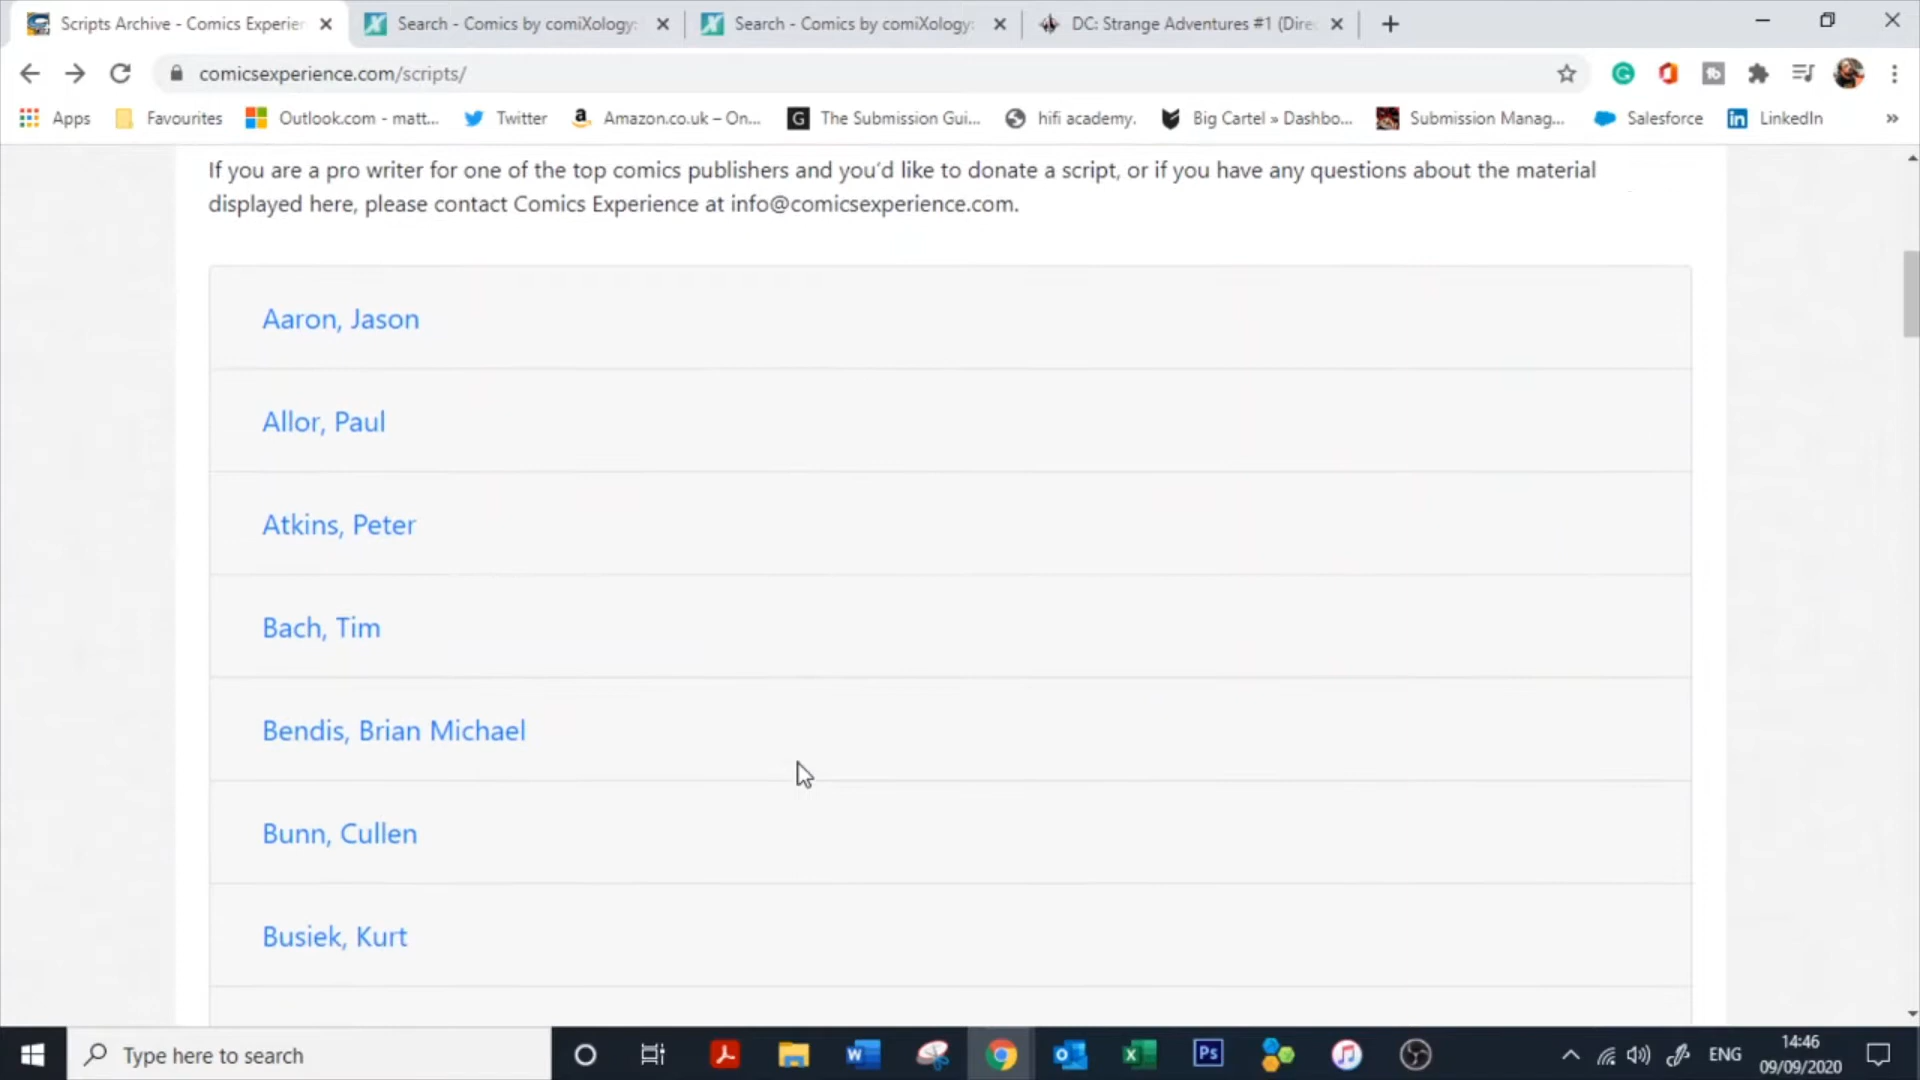 Scripts Archive - Comics Experien
Search - Comics by comiXology:
Search - Comics by comiXology:
DC: Strange Adventures #1 (Direc
comicsexperience.com/scripts/
Apps
Favourites
Outlook.com - matt...
Twitter
Amazon.co.uk – On...
The Submission Gui...
hifi academy.
Big Cartel » Dashbo...
Submission Manag...
Salesforce
LinkedIn
»
If you are a pro writer for one of the top comics publishers and you'd like to donate a script, or if you have any questions about the material
displayed here, please contact Comics Experience at info@comicsexperience.com.
Aaron, Jason
Allor, Paul
Atkins, Peter
Bach, Tim
Bendis, Brian Michael
Bunn, Cullen
Busiek, Kurt
Type here to search
ENG
14:46
09/09/2020